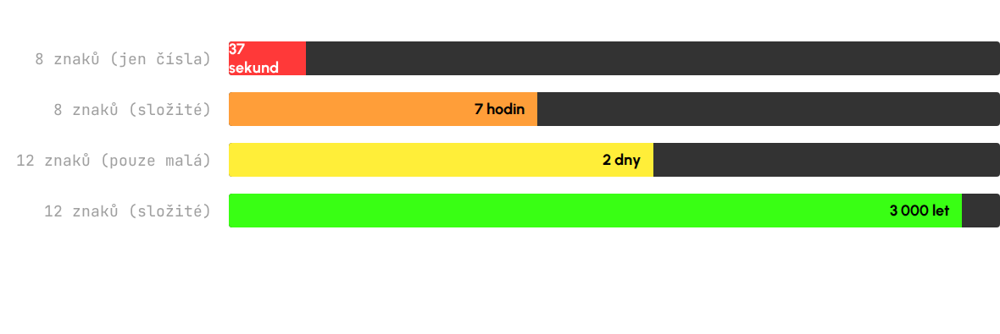 8 znaků (jen čísla)
37
sekund
8 znaků (složité)
7 hodin
12 znaků (pouze malá)
2 dny
12 znaků (složité)
3 000 let